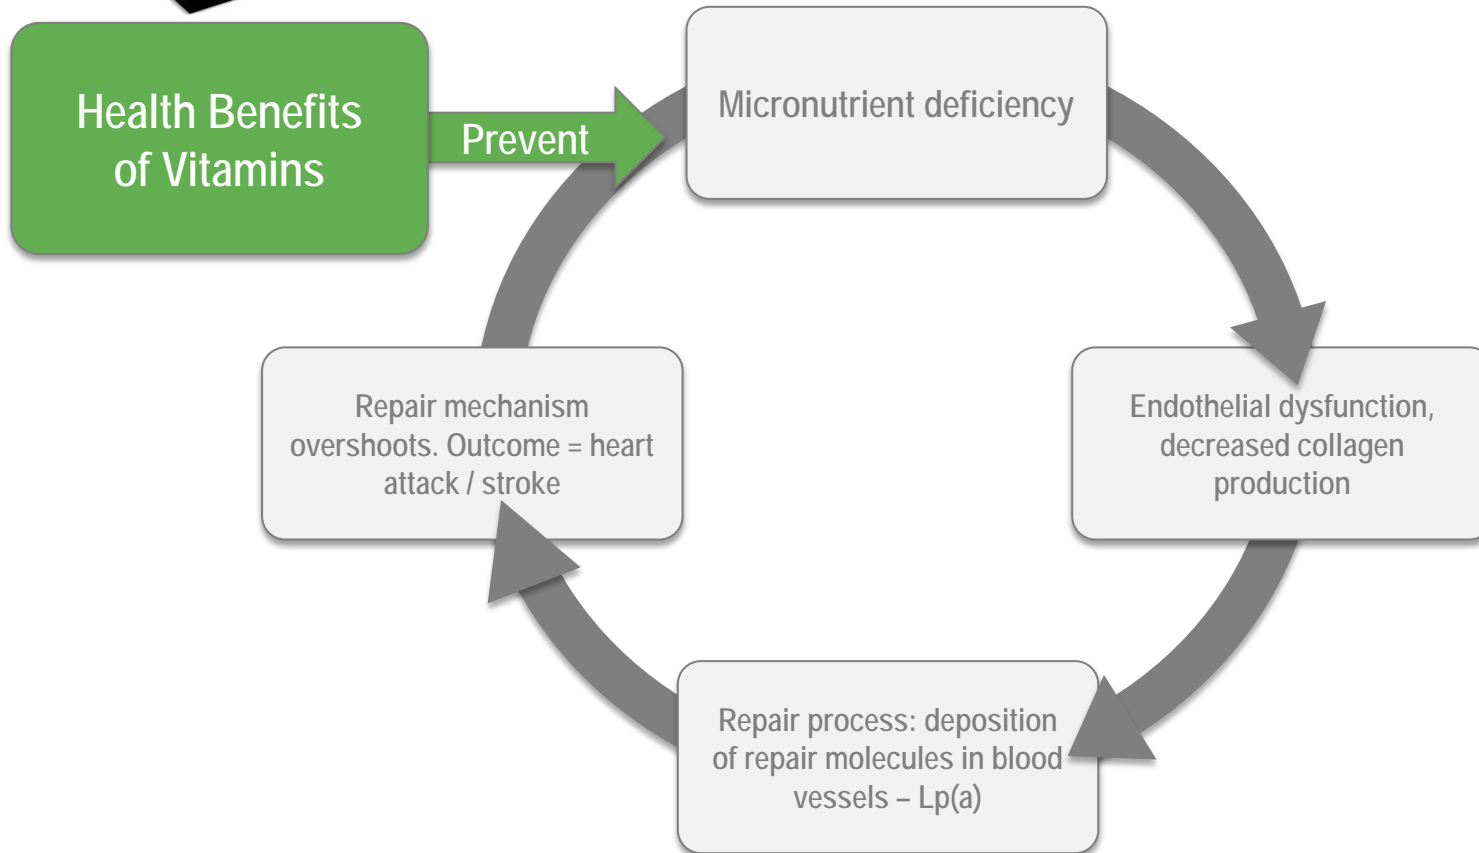 Health Benefits
of Vitamins
Prevent
Micronutrient deficiency
Endothelial dysfunction,
decreased collagen
production
Repair process: deposition
of repair molecules in blood
vessels – Lp(a)
Repair mechanism
overshoots. Outcome = heart
attack / stroke